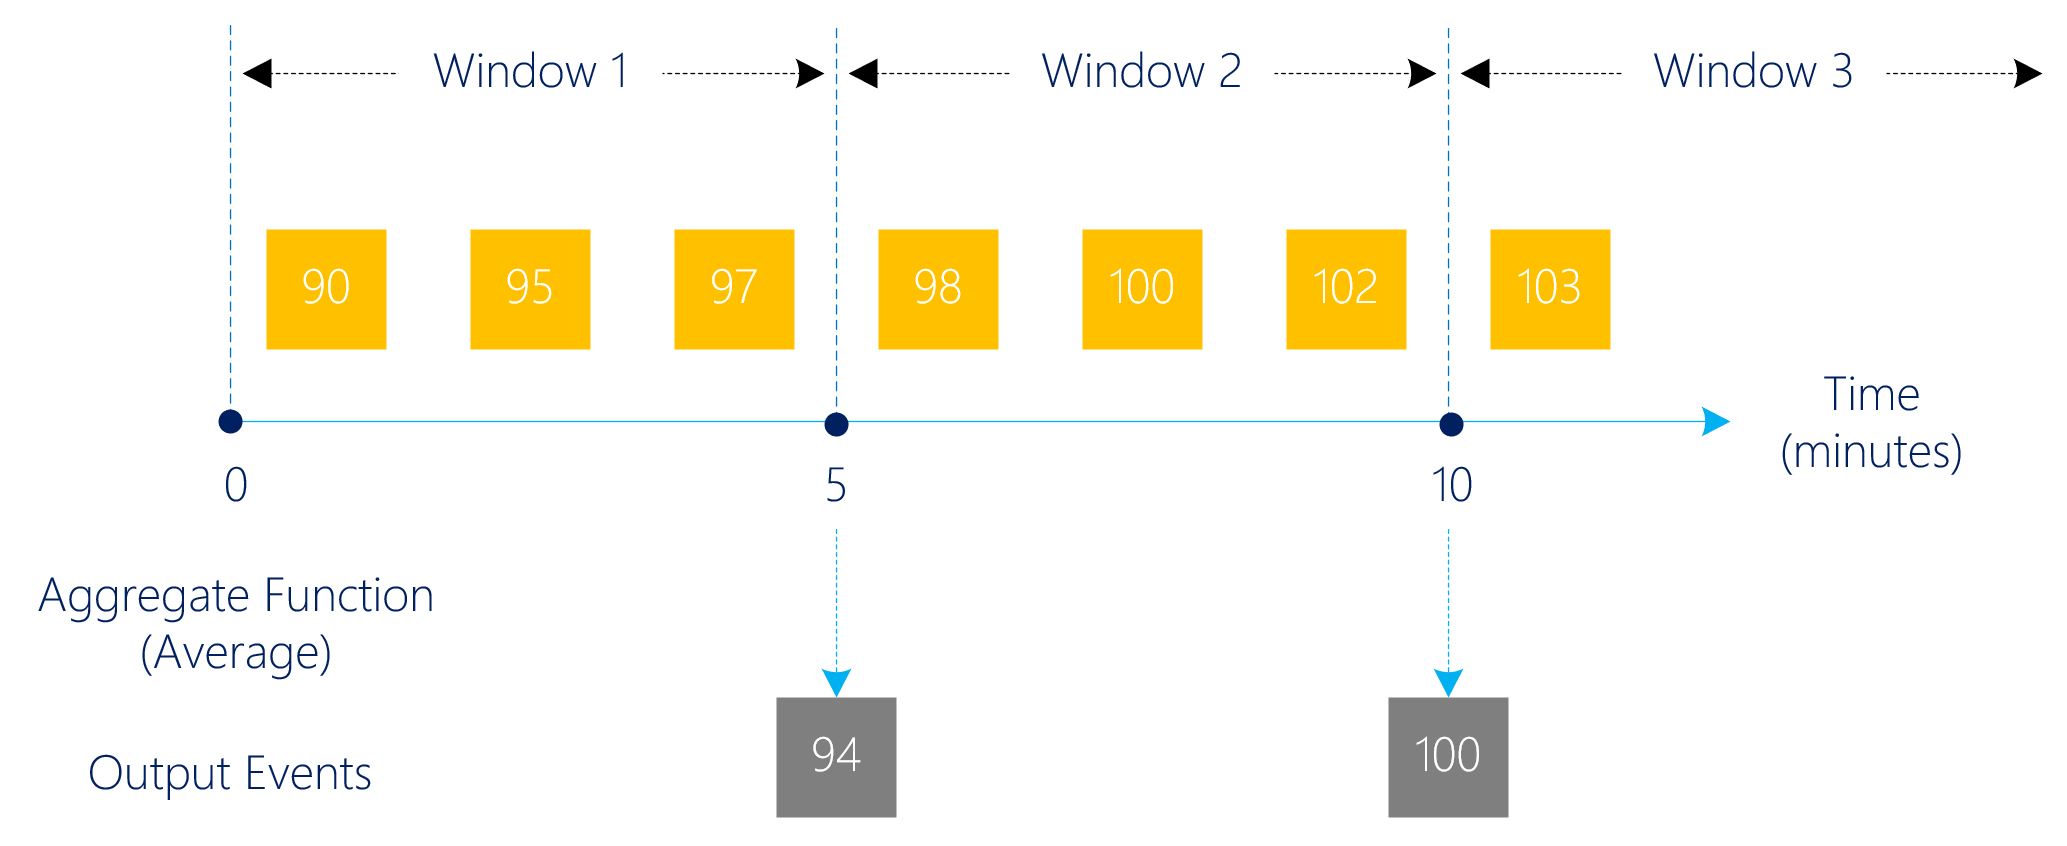 Window 1
Window 2
Window 3
90
95
97
98
100
102
103
Time
(minutes)
0
5
10
Aggregate Function
(Average)
94
100
Output Events